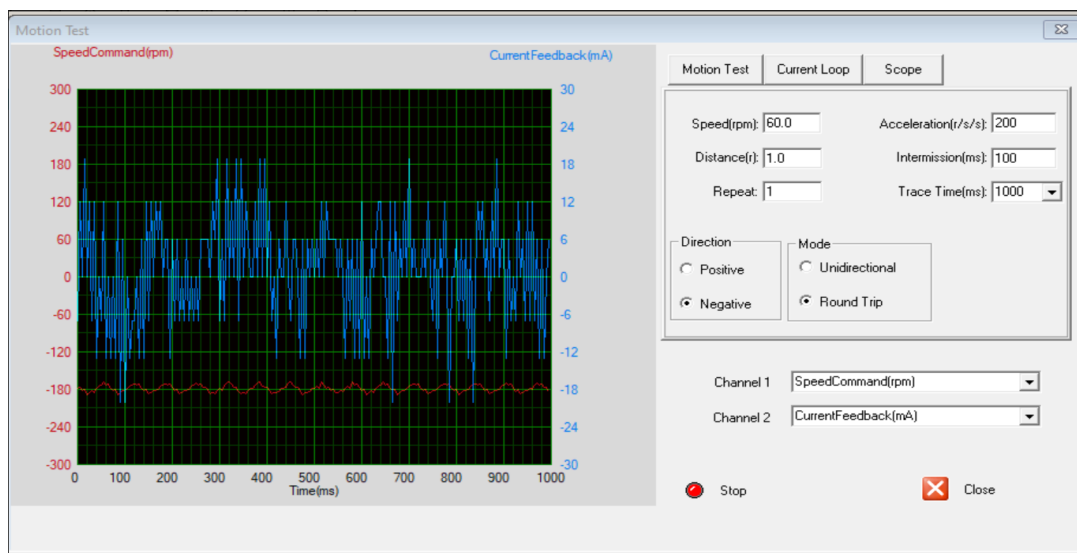 Motion Test
SpeedCommand(rpm)
CurrentFeedback(mA)
300
240
180
120
60
0
-60
-120
-180
-240
-300
30
24
18
12
6
0
-6
-12
-18
-24
-30
0 100 200 300 400 500 600 700 800 900 1000
Time(ms)
Motion Test Current Loop Scope
Speed(rpm): 60.0 Acceleration(r/s/s): 200
Distance(r): 1.0 Intermission(ms): 100
Repeat: 1 Trace Time(ms): 1000
Direction
Positive
Negative
Mode
Unidirectional
Round Trip
Channel 1 SpeedCommand(rpm)
Channel 2 CurrentFeedback(mA)
Stop Close